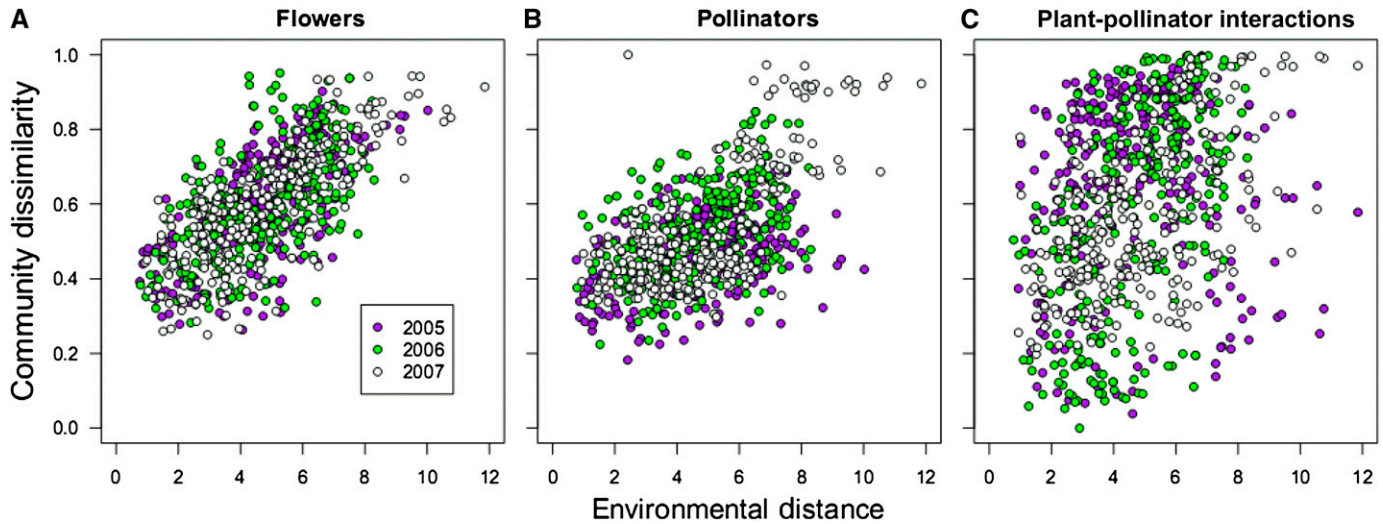 A Flowers
B Pollinators
C Plant-pollinator interactions
Community dissimilarity
1.0
0.8
0.6
0.4
0.2
0.0
2005
2006
2007
0 2 4 6 8 10 12
0 2 4 6 8 10 12
0 2 4 6 8 10 12
Environmental distance